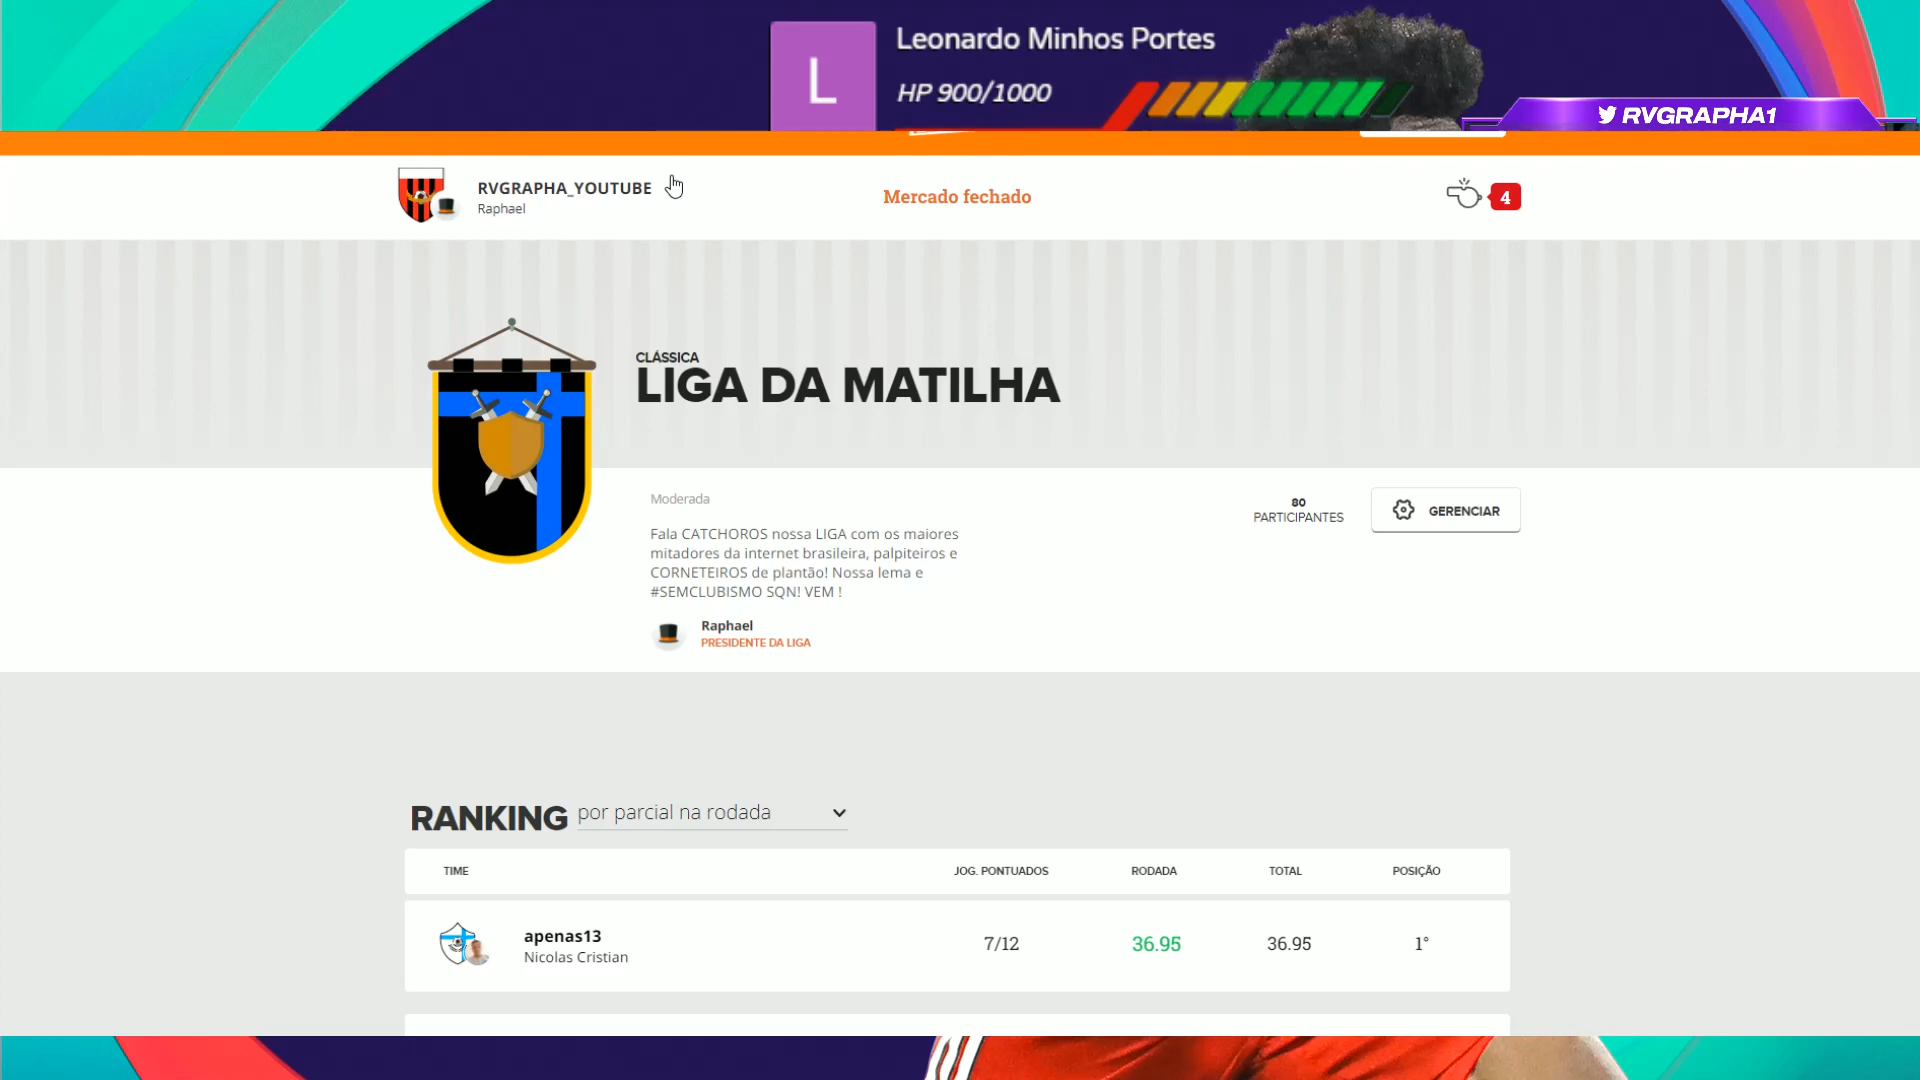 L
Leonardo Minhos Portes
HP 900/1000
RVGRAPHA1
RVGRAPHA_YOUTUBE
Raphael
Mercado fechado
4
CLÁSSICA
LIGA DA MATILHA
Moderada
Fala CATCHOROS nossa LIGA com os maiores
mitadores da internet brasileira, palpiteiros e
CORNETEIROS de plantão! Nossa lema e
#SEMCLUBISMO SQN! VEM !
Raphael
PRESIDENTE DA LIGA
80
PARTICIPANTES
GERENCIAR
RANKING por parcial na rodada
TIME JOG. PONTUADOS RODADA TOTAL POSIÇÃO
apenas13
Nicolas Cristian
7/12 36.95 36.95 1°